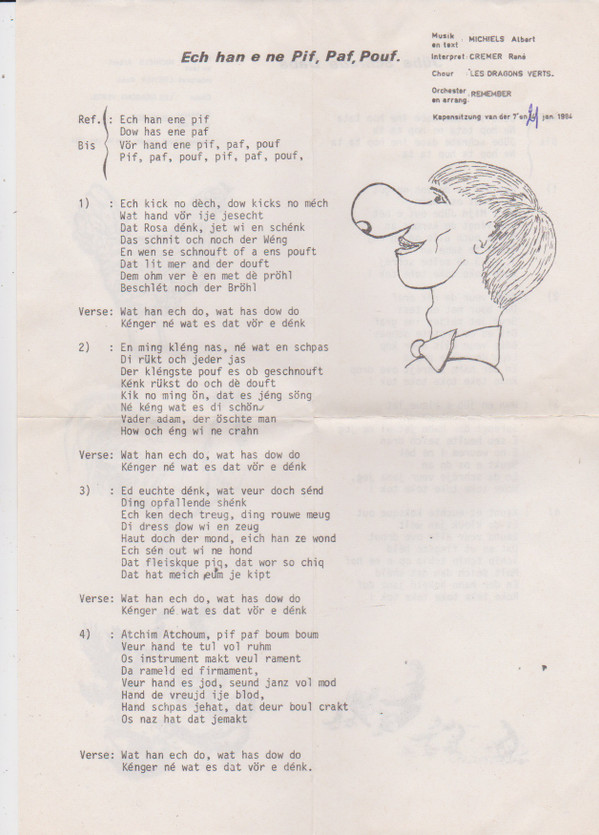 Ech han e ne Pif, Paf, Pouf.
Musik en text : MICHIELS Albert
Interpret : CREMER René
Chour : LES DRAGONS VERTS.
Orchester en arrang. : REMEMBER
Kapensitzung van der 7 en 21 jan. 1984
Ref. : Ech han ene pif
Dow has ene paf
Bis Vör hand ene pif, paf, pouf
Pif, paf, pouf, pif, paf, pouf,
1) : Ech kick no dèch, dow kicks no méch
Wat hand vör ije jesecht
Dat Rosa dénk, jet wi en schénk
Das schnit och noch der Wéng
En wen se schnouft of a ens pouft
Dat lit mer and der douft
Dem ohm ver è en met dè pröhl
Beschlét noch der Bröhl
Verse: Wat han ech do, wat has dow do
Kénger né wat es dat vör e dénk
2) : En ming kléng nas, né wat en schpas
Di rükt och jeder jas
Der kléngste pouf es ob geschnouft
Kénk rükst do och dè douft
Kik no ming ön, dat es jéng söng
Né kéng wat es di schön
Vader adam, der öschte man
How och éng wi ne crahn
Verse: Wat han ech do, wat has dow do
Kénger né wat es dat vör e dénk
3) : Ed euchte dénk, wat veur doch sénd
Ding opfallende shénk
Ech ken dech treug, ding rouwe meug
Di dress dow wi en zeug
Haut doch der mond, eich han ze wond
Ech sén out wi ne hond
Dat fleiskque piq, dat wor so chiq
Dat hat meich eum je kipt
Verse: Wat han ech do, wat has dow do
Kénger né wat es dat vör e dénk
4) : Atchim Atchoum, pif paf boum boum
Veur hand te tul vol ruhm
Os instrument makt veul rament
Da rameld ed firmament,
Veur hand es jod, seund janz vol mod
Hand de vreujd ije blod,
Hand schpas jehat, dat deur boul crakt
Os naz hat dat jemakt
Verse: Wat han ech do, wat has dow do
Kénger né wat es dat vör e dénk.